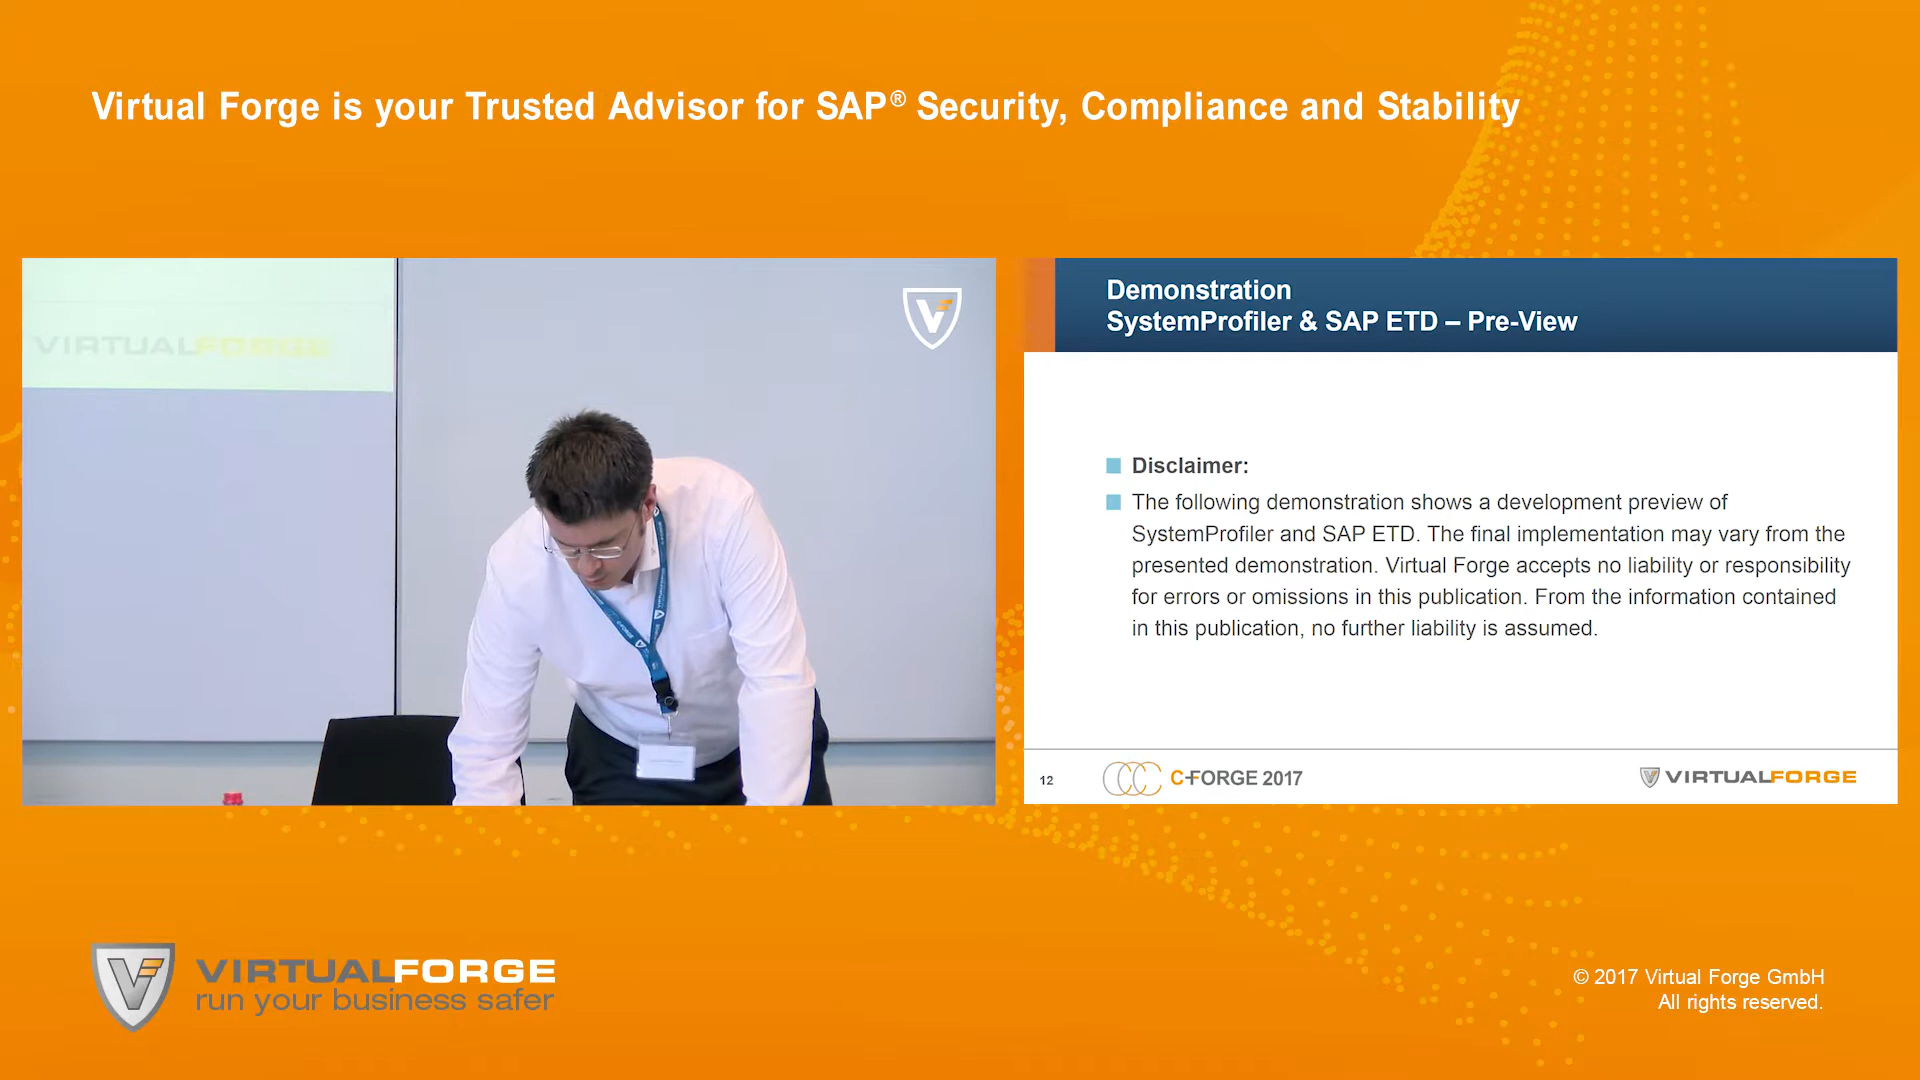 Virtual Forge is your Trusted Advisor for SAP® Security, Compliance and Stability
VIRTUALFORGE
Demonstration
SystemProfiler & SAP ETD – Pre-View
Disclaimer:
The following demonstration shows a development preview of
SystemProfiler and SAP ETD. The final implementation may vary from the
presented demonstration. Virtual Forge accepts no liability or responsibility
for errors or omissions in this publication. From the information contained
in this publication, no further liability is assumed.
12
C-FORGE 2017
VIRTUALFORGE
VIRTUALFORGE
run your business safer
© 2017 Virtual Forge GmbH
All rights reserved.